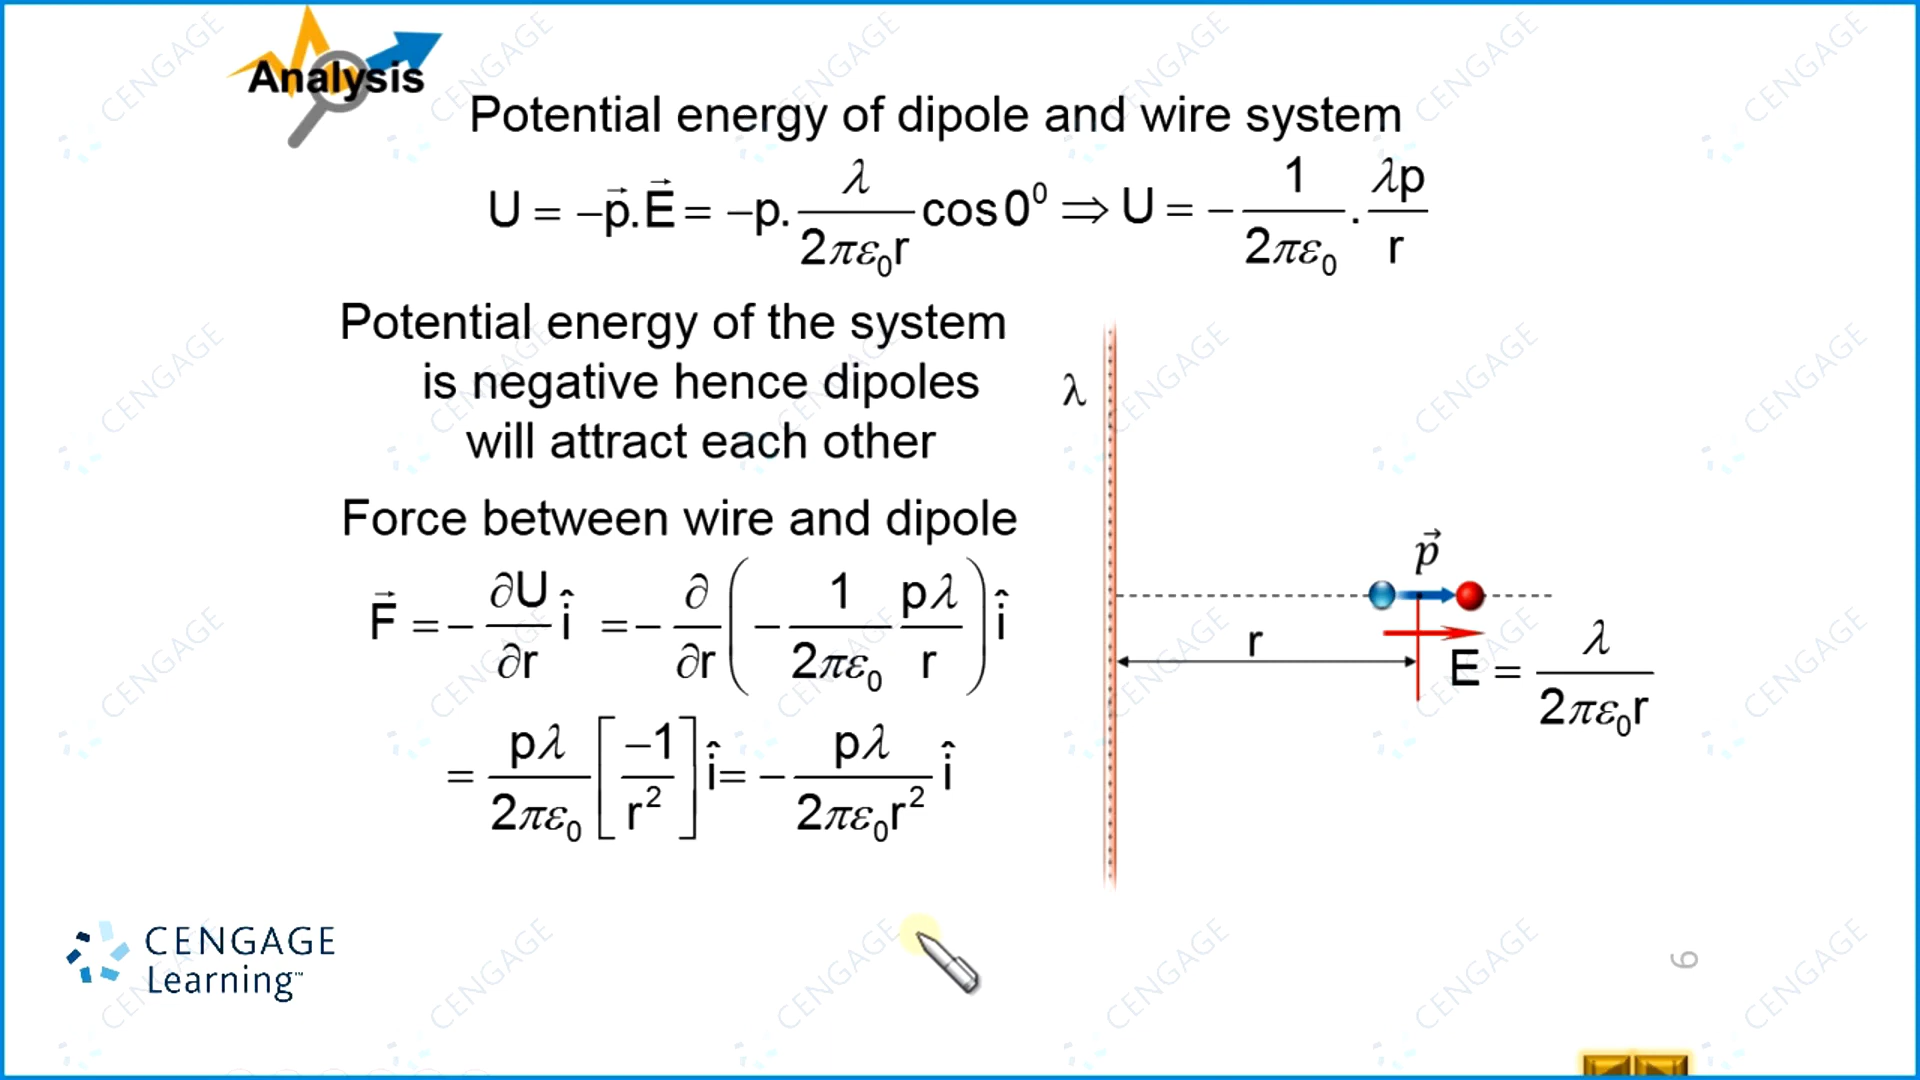 Analysis
Potential energy of dipole and wire system
U = −p⃗.E⃗ = −p. λ/2πε₀r cos0⁰ ⇒ U = − 1/2πε₀ . λp/r
Potential energy of the system
is negative hence dipoles
will attract each other
Force between wire and dipole
F⃗ = − ∂U/∂r î = − ∂/∂r ( − 1/2πε₀ pλ/r ) î
= pλ/2πε₀ [ −1/r² ] î = − pλ/2πε₀r² î
λ
p⃗
r
E = λ/2πε₀r
CENGAGE
Learning™
6